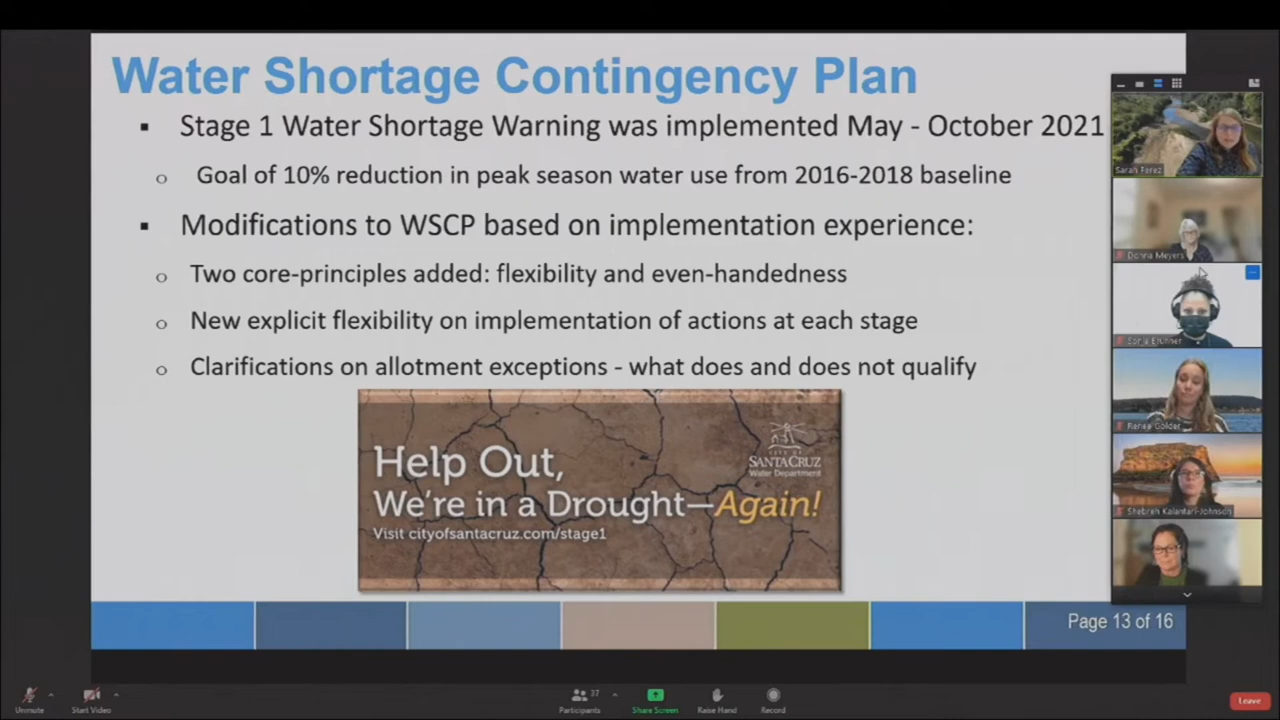 Water Shortage Contingency Plan
▪ Stage 1 Water Shortage Warning was implemented May - October 2021
o Goal of 10% reduction in peak season water use from 2016-2018 baseline
▪ Modifications to WSCP based on implementation experience:
o Two core-principles added: flexibility and even-handedness
o New explicit flexibility on implementation of actions at each stage
o Clarifications on allotment exceptions - what does and does not qualify
Help Out,
We're in a Drought—Again!
Visit cityofsantacruz.com/stage1
CITY OF
SANTA CRUZ
Water Department
Page 13 of 16
Sarah Perez
Donna Meyers
Sonja Brunner
Renee Golder
Shebreh Kalantari-Johnson
Unmute
Start Video
37
Participants
Share Screen
Raise Hand
Record
Leave